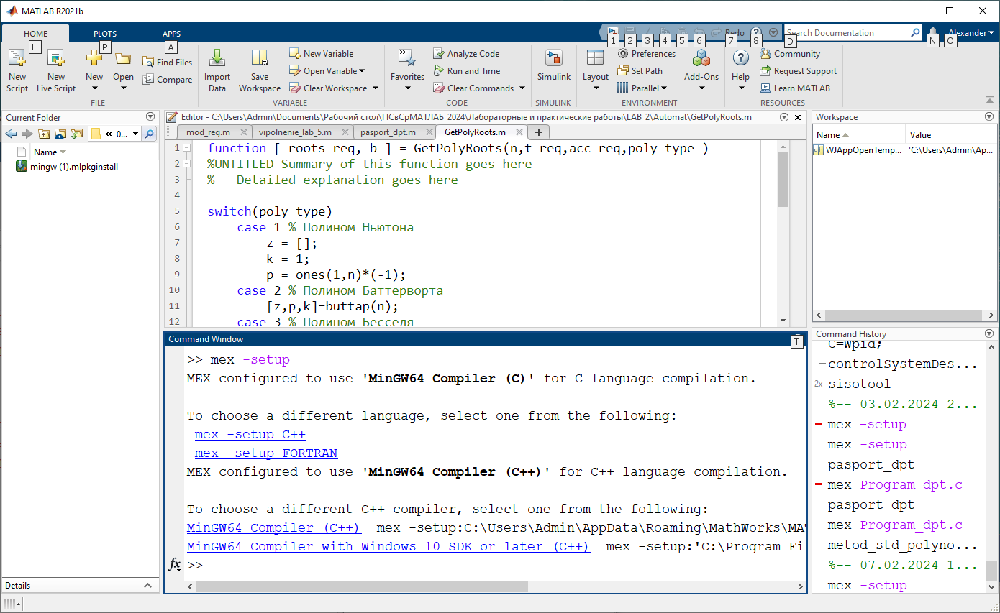 MATLAB R2021b
HOME PLOTS APPS
H P A
1 2 3 4 5 6 7 8 D N O
Redo
Search Documentation
Alexander
New Script
New Live Script
New
Open
Find Files
Compare
FILE
Import Data
Save Workspace
New Variable
Open Variable
Clear Workspace
VARIABLE
Favorites
Analyze Code
Run and Time
Clear Commands
CODE
Simulink
SIMULINK
Layout
Preferences
Set Path
Parallel
Add-Ons
ENVIRONMENT
Help
Community
Request Support
Learn MATLAB
RESOURCES
Current Folder
« 0...
Name
mingw (1).mlpkginstall
Details
Editor - C:\Users\Admin\Documents\Рабочий стол\ПСвСрМАТЛАБ_2024\Лабораторные и практические работы\LAB_2\Automat\GetPolyRoots.m
mod_reg.m vipolnenie_lab_5.m pasport_dpt.m GetPolyRoots.m
1 function [ roots_req, b ] = GetPolyRoots(n,t_req,acc_req,poly_type )
2 %UNTITLED Summary of this function goes here
3 %   Detailed explanation goes here
4
5 switch(poly_type)
6     case 1 % Полином Ньютона
7         z = [];
8         k = 1;
9         p = ones(1,n)*(-1);
10     case 2 % Полином Баттерворта
11         [z,p,k]=buttap(n);
12     case 3 % Полином Бесселя
Command Window
T
>> mex -setup
MEX configured to use 'MinGW64 Compiler (C)' for C language compilation.
To choose a different language, select one from the following:
mex -setup C++
mex -setup FORTRAN
MEX configured to use 'MinGW64 Compiler (C++)' for C++ language compilation.
To choose a different C++ compiler, select one from the following:
MinGW64 Compiler (C++)  mex -setup:C:\Users\Admin\AppData\Roaming\MathWorks\MAT
MinGW64 Compiler with Windows 10 SDK or later (C++)  mex -setup:'C:\Program Fil
fx >>
Workspace
Name Value
WJAppOpenTemp... 'C:\Users\Admin\Ap...
Command History
C=Wpid;
controlSystemDes...
2x sisotool
%-- 03.02.2024 2...
mex -setup
mex -setup
pasport_dpt
mex Program_dpt.c
pasport_dpt
mex Program_dpt.c
metod_std_polyno...
%-- 07.02.2024 1...
mex -setup